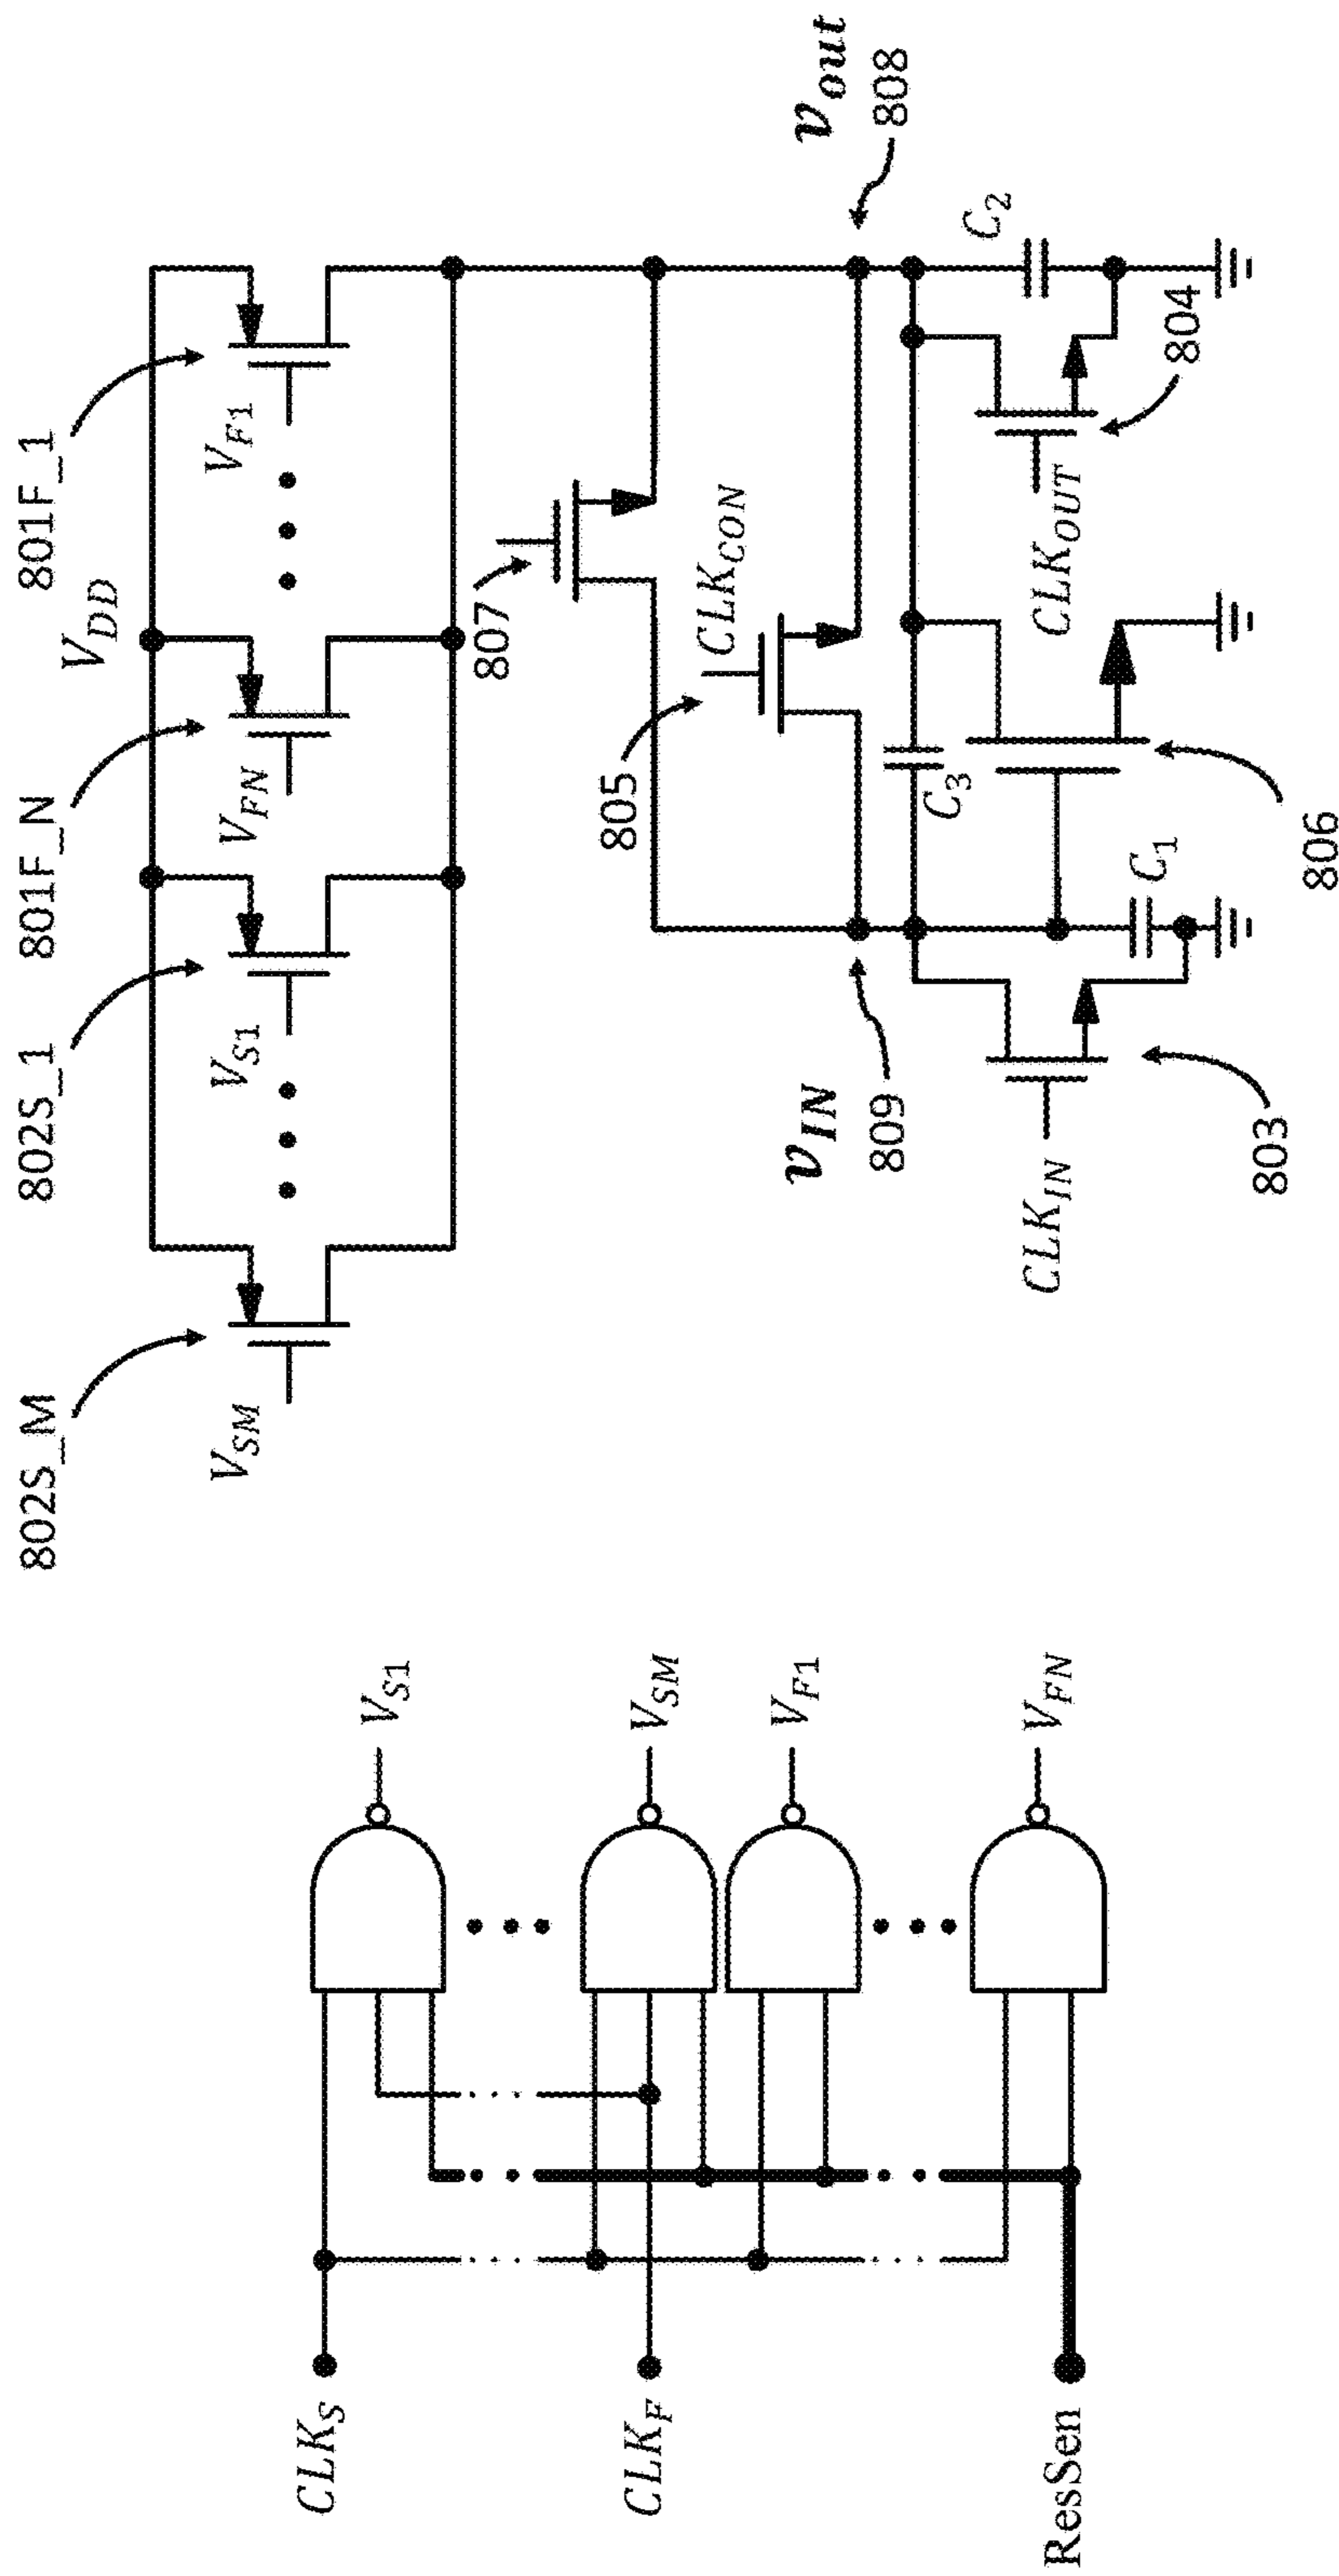 802S_M
802S_1
801F_N
801F_1
V_DD
V_SM
V_S1
V_FN
V_F1
807
805
CLK_CON
v_IN
809
v_out
808
C_3
C_2
CLK_IN
C_1
CLK_OUT
804
803
806
CLK_S
V_S1
CLK_F
V_SM
V_F1
ResSen
V_FN